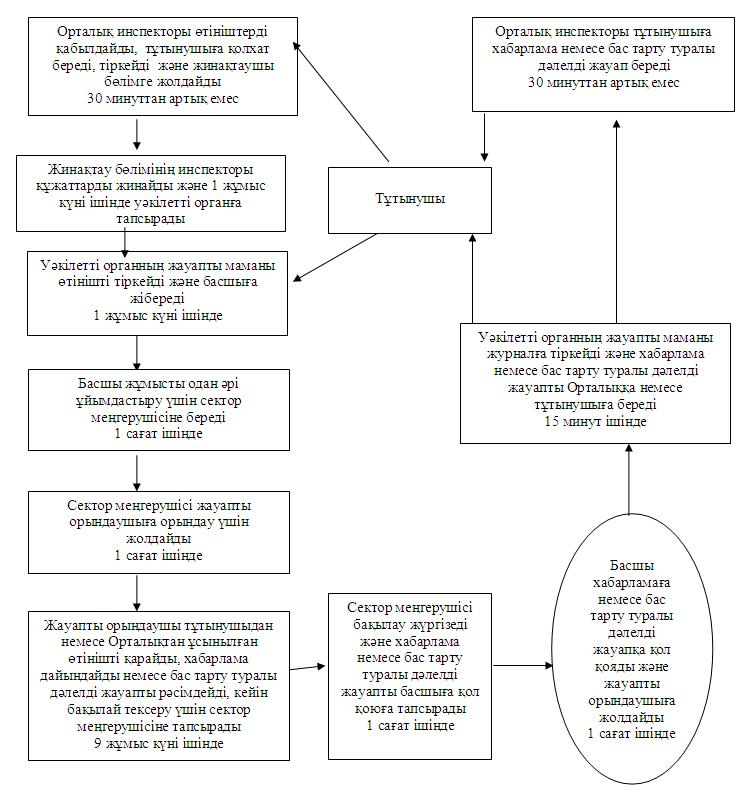 Орталық инспекторы өтініштерді
қабылдайды, тұтынушыға қолхат
береді, тіркейді және жинақтаушы
бөлімге жолдайды
30 минуттан артық емес
Орталық инспекторы тұтынушыға
хабарлама немесе бас тарту туралы
дәлелді жауап береді
30 минуттан артық емес
Жинақтау бөлімінің инспекторы
құжаттарды жинайды және 1 жұмыс
күні ішінде уәкілетті органға
тапсырады
Тұтынушы
Уәкілетті органның жауапты маманы
өтінішті тіркейді және басшыға
жібереді
1 жұмыс күні ішінде
Уәкілетті органның жауапты маманы
журналға тіркейді және хабарлама
немесе бас тарту туралы дәлелді
жауапты Орталыққа немесе
тұтынушыға береді
15 минут ішінде
Басшы жұмысты одан әрі
ұйымдастыру үшін сектор
меңгерушісіне береді
1 сағат ішінде
Сектор меңгерушісі жауапты
орындаушыға орындау үшін
жолдайды
1 сағат ішінде
Жауапты орындаушы тұтынушыдан
немесе Орталықтан ұсынылған
өтінішті қарайды, хабарлама
дайындайды немесе бас тарту туралы
дәлелді жауапты рәсімдейді, кейін
бақылай тексеру үшін сектор
меңгерушісіне тапсырады
9 жұмыс күні ішінде
Сектор меңгерушісі
бақылау жүргізеді
және хабарлама
немесе бас тарту
туралы дәлелді
жауапты басшыға қол
қоюға тапсырады
1 сағат ішінде
Басшы
хабарламаға
немесе бас
тарту туралы
дәлелді
жауапқа қол
қояды және
жауапты
орындаушыға
жолдайды
1 сағат ішінде